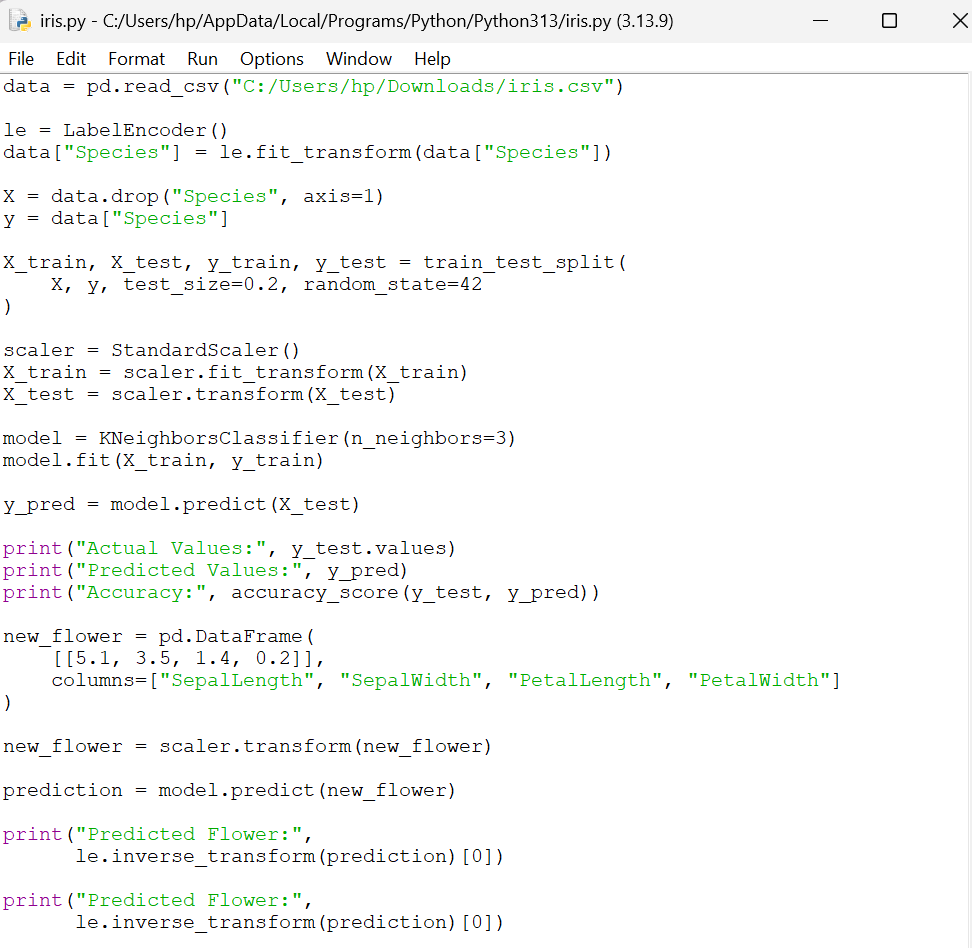 iris.py - C:/Users/hp/AppData/Local/Programs/Python/Python313/iris.py (3.13.9)
File Edit Format Run Options Window Help
data = pd.read_csv("C:/Users/hp/Downloads/iris.csv")

le = LabelEncoder()
data["Species"] = le.fit_transform(data["Species"])

X = data.drop("Species", axis=1)
y = data["Species"]

X_train, X_test, y_train, y_test = train_test_split(
    X, y, test_size=0.2, random_state=42
)

scaler = StandardScaler()
X_train = scaler.fit_transform(X_train)
X_test = scaler.transform(X_test)

model = KNeighborsClassifier(n_neighbors=3)
model.fit(X_train, y_train)

y_pred = model.predict(X_test)

print("Actual Values:", y_test.values)
print("Predicted Values:", y_pred)
print("Accuracy:", accuracy_score(y_test, y_pred))

new_flower = pd.DataFrame(
    [[5.1, 3.5, 1.4, 0.2]],
    columns=["SepalLength", "SepalWidth", "PetalLength", "PetalWidth"]
)

new_flower = scaler.transform(new_flower)

prediction = model.predict(new_flower)

print("Predicted Flower:",
      le.inverse_transform(prediction)[0])

print("Predicted Flower:",
      le.inverse_transform(prediction)[0])